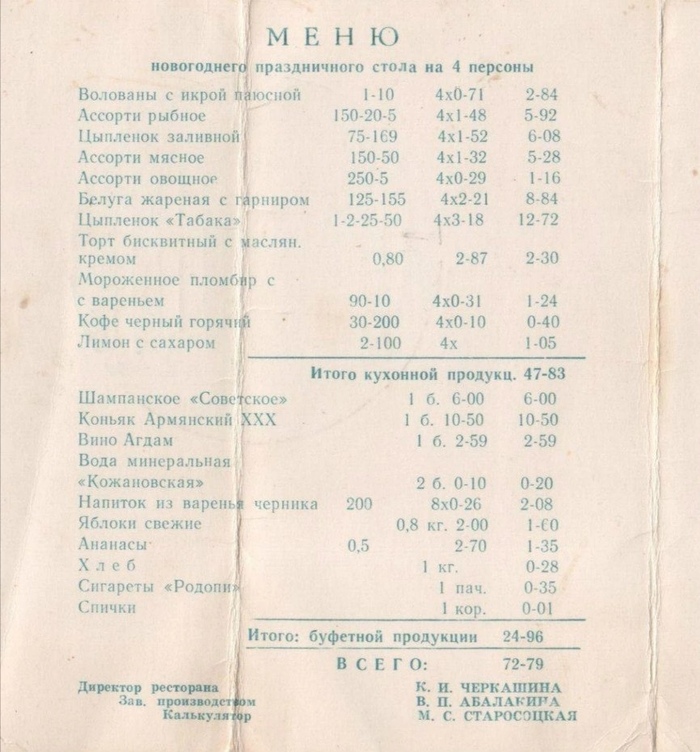 МЕНЮ
новогоднего праздничного стола на 4 персоны
Волованы с икрой паюсной 1-10 4х0-71 2-84
Ассорти рыбное 150-20-5 4х1-48 5-92
Цыпленок заливной 75-169 4х1-52 6-08
Ассорти мясное 150-50 4х1-32 5-28
Ассорти овощное 250-5 4х0-29 1-16
Белуга жареная с гарниром 125-155 4х2-21 8-84
Цыпленок «Табака» 1-2-25-50 4х3-18 12-72
Торт бисквитный с маслян.
кремом 0,80 2-87 2-30
Мороженное пломбир с
с вареньем 90-10 4х0-31 1-24
Кофе черный горячий 30-200 4х0-10 0-40
Лимон с сахаром 2-100 4х 1-05
Итого кухонной продукц. 47-83
Шампанское «Советское» 1 б. 6-00 6-00
Коньяк Армянский XXX 1 б. 10-50 10-50
Вино Агдам 1 б. 2-59 2-59
Вода минеральная
«Кожановская» 2 б. 0-10 0-20
Напиток из варенья черника 200 8х0-26 2-08
Яблоки свежие 0,8 кг. 2-00 1-60
Ананасы 0,5 2-70 1-35
Хлеб 1 кг. 0-28
Сигареты «Родопи» 1 пач. 0-35
Спички 1 кор. 0-01
Итого: буфетной продукции 24-96
ВСЕГО: 72-79
Директор ресторана К. И. ЧЕРКАШИНА
Зав. производством В. П. АБАЛАКИНА
Калькулятор М. С. СТАРОСОЦКАЯ